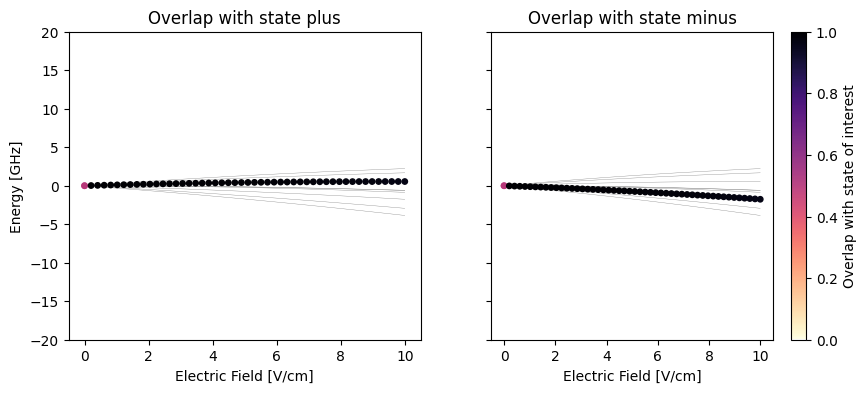 Overlap with state plus
Overlap with state minus
20
15
10
5
0
−5
−10
−15
−20
Energy [GHz]
0 2 4 6 8 10
Electric Field [V/cm]
0 2 4 6 8 10
Electric Field [V/cm]
1.0
0.8
0.6
0.4
0.2
0.0
Overlap with state of interest